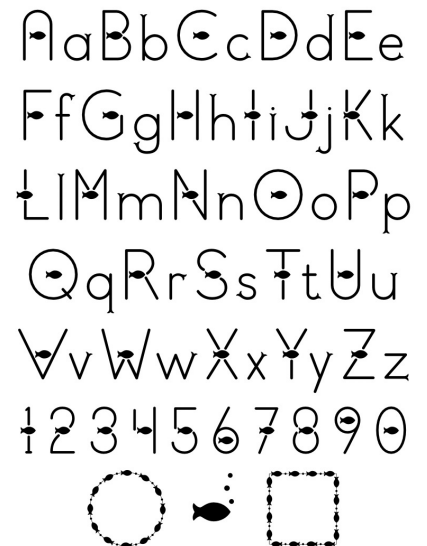 AaBbCcDdEe
FfGgHhIiJjKk
LlMmNnOoPp
QqRrSsTtUu
VvWwXxYyZz
1234567890